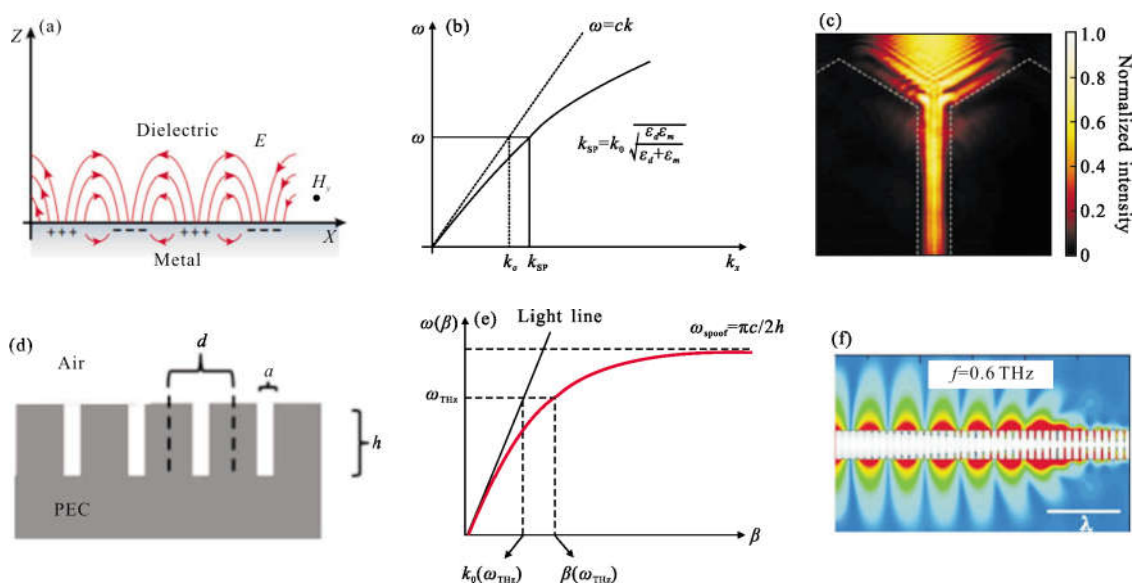 (a)
Z
Dielectric
E
H_y
+++
---
+++
---
X
Metal
(b)
ω
ω=ck
ω
k_SP=k_0 √(ε_dε_m/(ε_d+ε_m))
k_o
k_SP
k_x
(c)
1.0
0.8
0.6
0.4
0.2
0
Normalized intensity
(d)
Air
d
a
h
PEC
(e)
ω(β)
Light line
ω_spoof=πc/2h
ω_THz
β
k_0(ω_THz)
β(ω_THz)
(f)
f=0.6 THz
λ